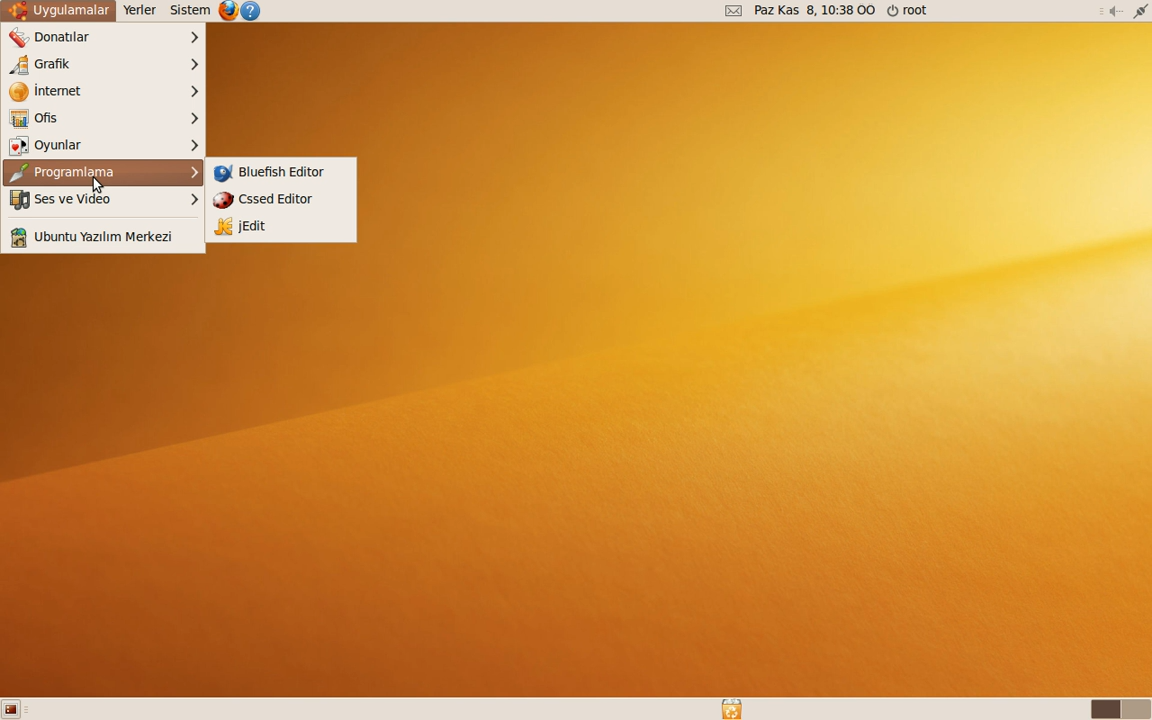 Uygulamalar Yerler Sistem Paz Kas 8, 10:38 OO root
Donatılar
Grafik
İnternet
Ofis
Oyunlar
Programlama Bluefish Editor
Ses ve Video Cssed Editor
jEdit
Ubuntu Yazılım Merkezi